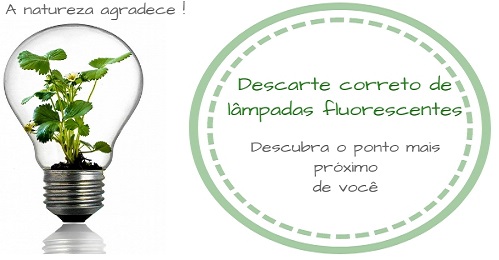 A natureza agradece !
Descarte correto de
lâmpadas fluorescentes
Descubra o ponto mais
próximo
de você